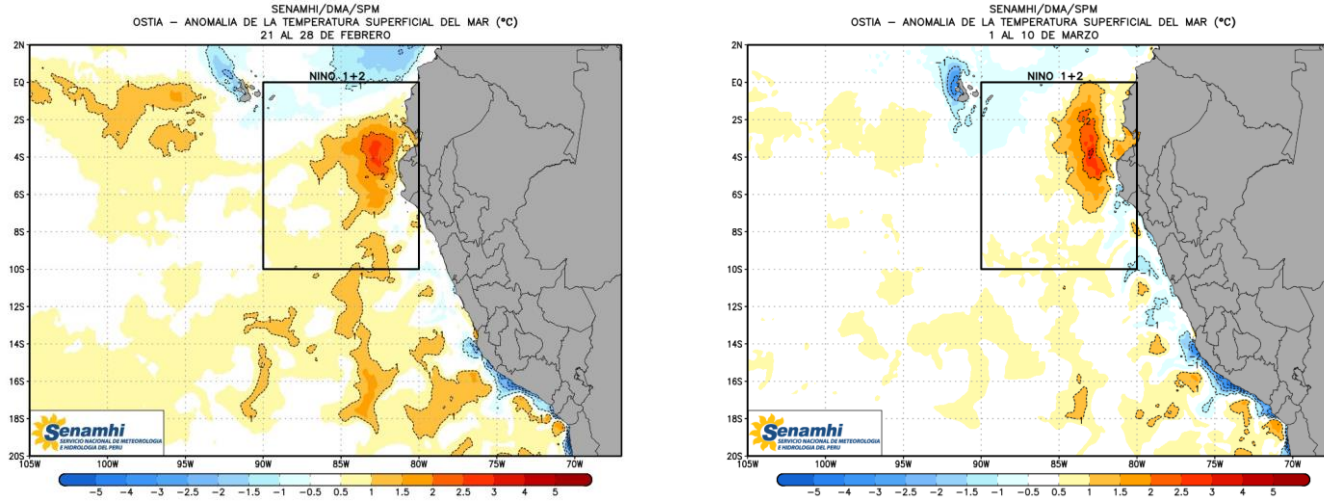 SENAMHI/DMA/SPM
OSTIA – ANOMALIA DE LA TEMPERATURA SUPERFICIAL DEL MAR (°C)
21 AL 28 DE FEBRERO
2N
EQ
2S
4S
6S
8S
10S
12S
14S
16S
18S
20S
NINO 1+2
Senamhi
SERVICIO NACIONAL DE METEOROLOGIA
E HIDROLOGIA DEL PERU
105W 100W 95W 90W 85W 80W 75W 70W
−5 −4 −3 −2.5 −2 −1.5 −1 −0.5 0.5 1 1.5 2 2.5 3 4 5
SENAMHI/DMA/SPM
OSTIA – ANOMALIA DE LA TEMPERATURA SUPERFICIAL DEL MAR (°C)
1 AL 10 DE MARZO
2N
EQ
2S
4S
6S
8S
10S
12S
14S
16S
18S
20S
NINO 1+2
Senamhi
SERVICIO NACIONAL DE METEOROLOGIA
E HIDROLOGIA DEL PERU
105W 100W 95W 90W 85W 80W 75W 70W
−5 −4 −3 −2.5 −2 −1.5 −1 −0.5 0.5 1 1.5 2 2.5 3 4 5